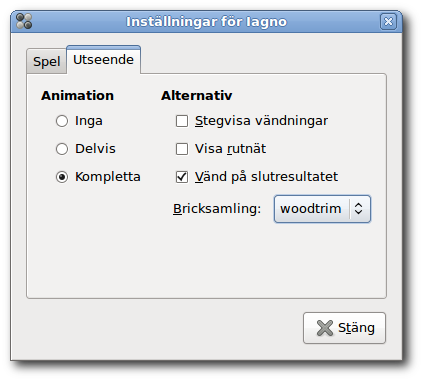 Inställningar för Iagno
Spel Utseende
Animation Alternativ
Inga Stegvisa vändningar
Delvis Visa rutnät
Kompletta Vänd på slutresultatet
Bricksamling: woodtrim
Stäng